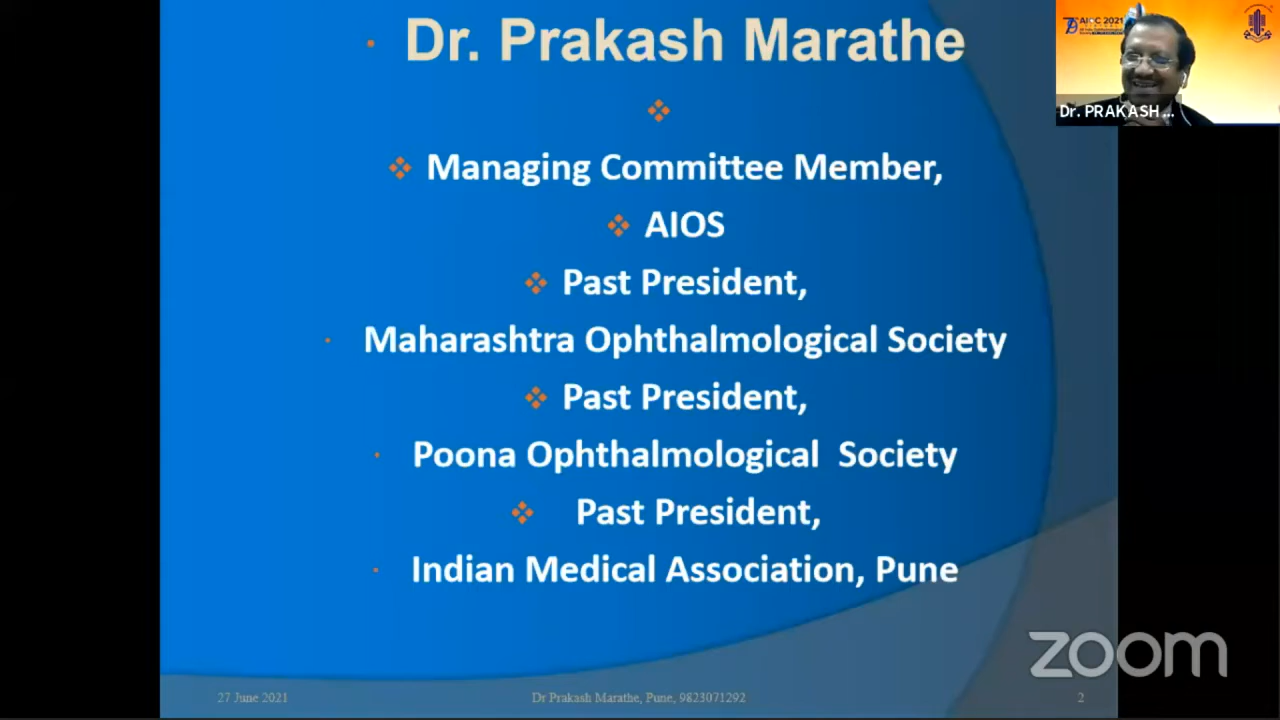 Dr. Prakash Marathe
Managing Committee Member,
AIOS
Past President,
Maharashtra Ophthalmological Society
Past President,
Poona Ophthalmological Society
Past President,
Indian Medical Association, Pune
27 June 2021
Dr Prakash Marathe, Pune, 9823071292
2
AIOC 2021
Dr. PRAKASH ...
zoom